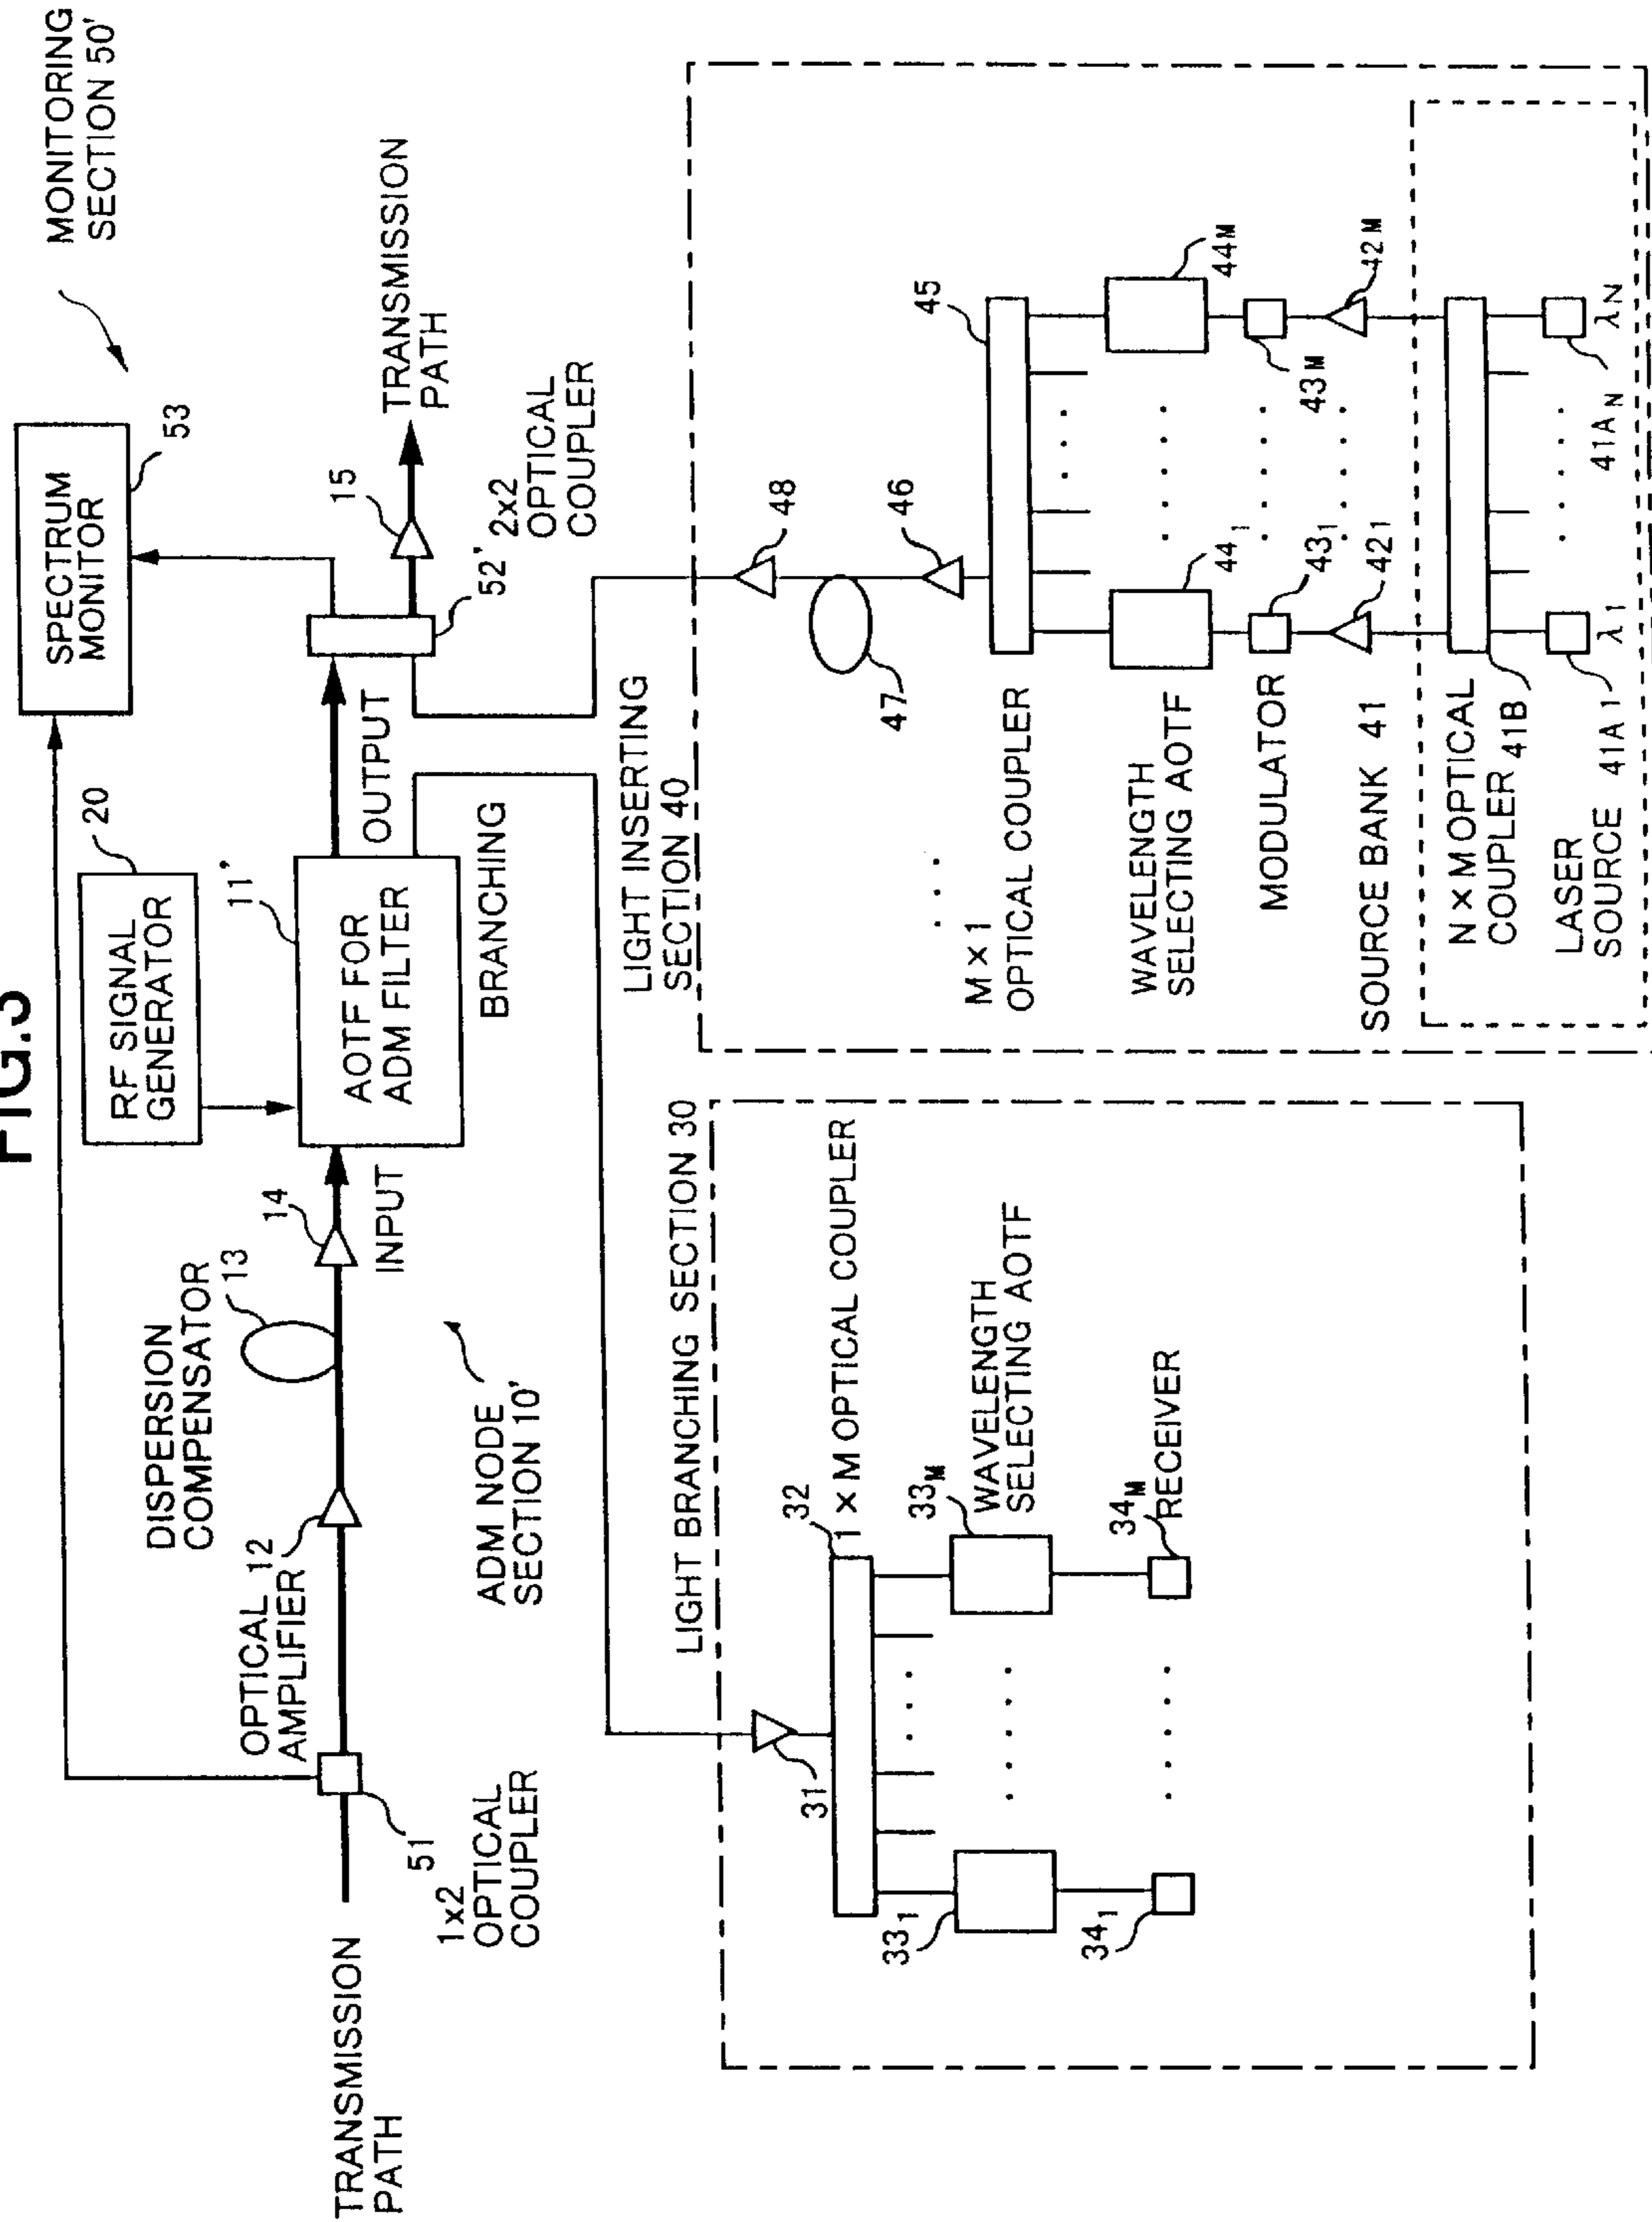 FIG.3
MONITORING
SECTION 50'
SPECTRUM
MONITOR
53
RF SIGNAL
GENERATOR
20
DISPERSION
COMPENSATOR
13
OPTICAL
AMPLIFIER 12
14
INPUT
11'
AOTF FOR
ADM FILTER
OUTPUT
BRANCHING
15
TRANSMISSION
PATH
52'
2x2
OPTICAL
COUPLER
TRANSMISSION
PATH
51
1x2
OPTICAL
COUPLER
ADM NODE
SECTION 10'
LIGHT BRANCHING SECTION 30
31
32
1 × M OPTICAL COUPLER
33₁
33M
WAVELENGTH
SELECTING AOTF
34₁
34M
RECEIVER
LIGHT INSERTING
SECTION 40
48
47
46
45
M × 1
OPTICAL COUPLER
WAVELENGTH
SELECTING AOTF
44₁
44M
MODULATOR
43₁
43M
42₁
42M
SOURCE BANK 41
N × M OPTICAL
COUPLER 41B
LASER
SOURCE 41A1
λ1
41AN
λN